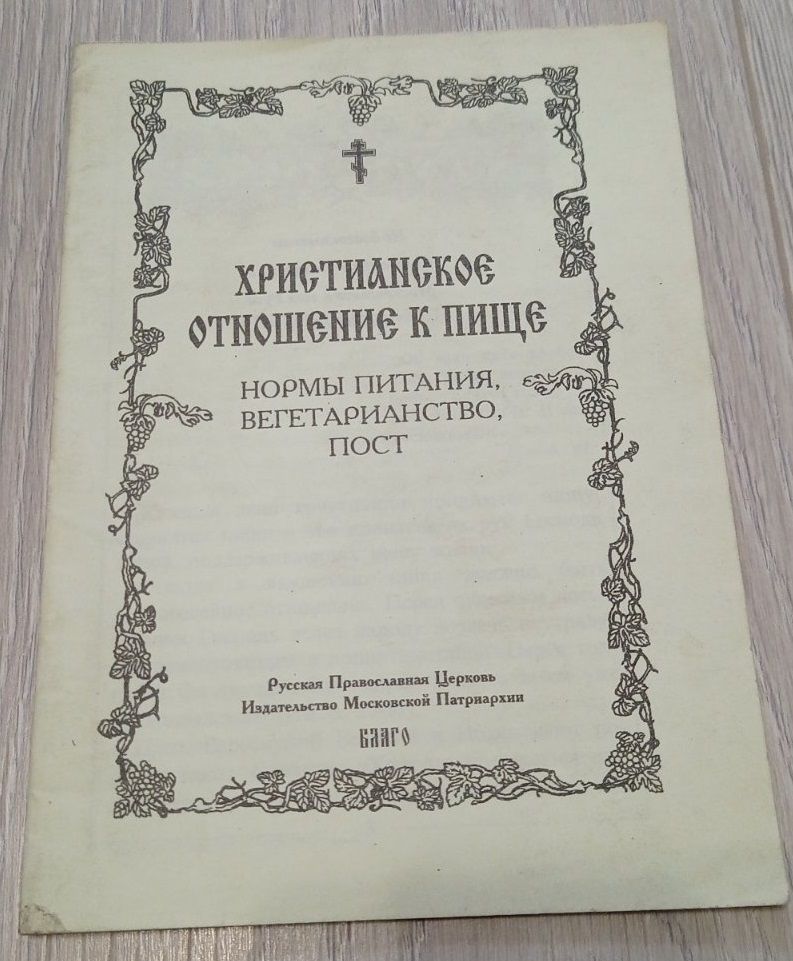 ХРИСТИАНСКОЕ
ОТНОШЕНИЕ К ПИЩЕ
НОРМЫ ПИТАНИЯ,
ВЕГЕТАРИАНСТВО,
ПОСТ
Русская Православная Церковь
Издательство Московской Патриархии
БЛАГО